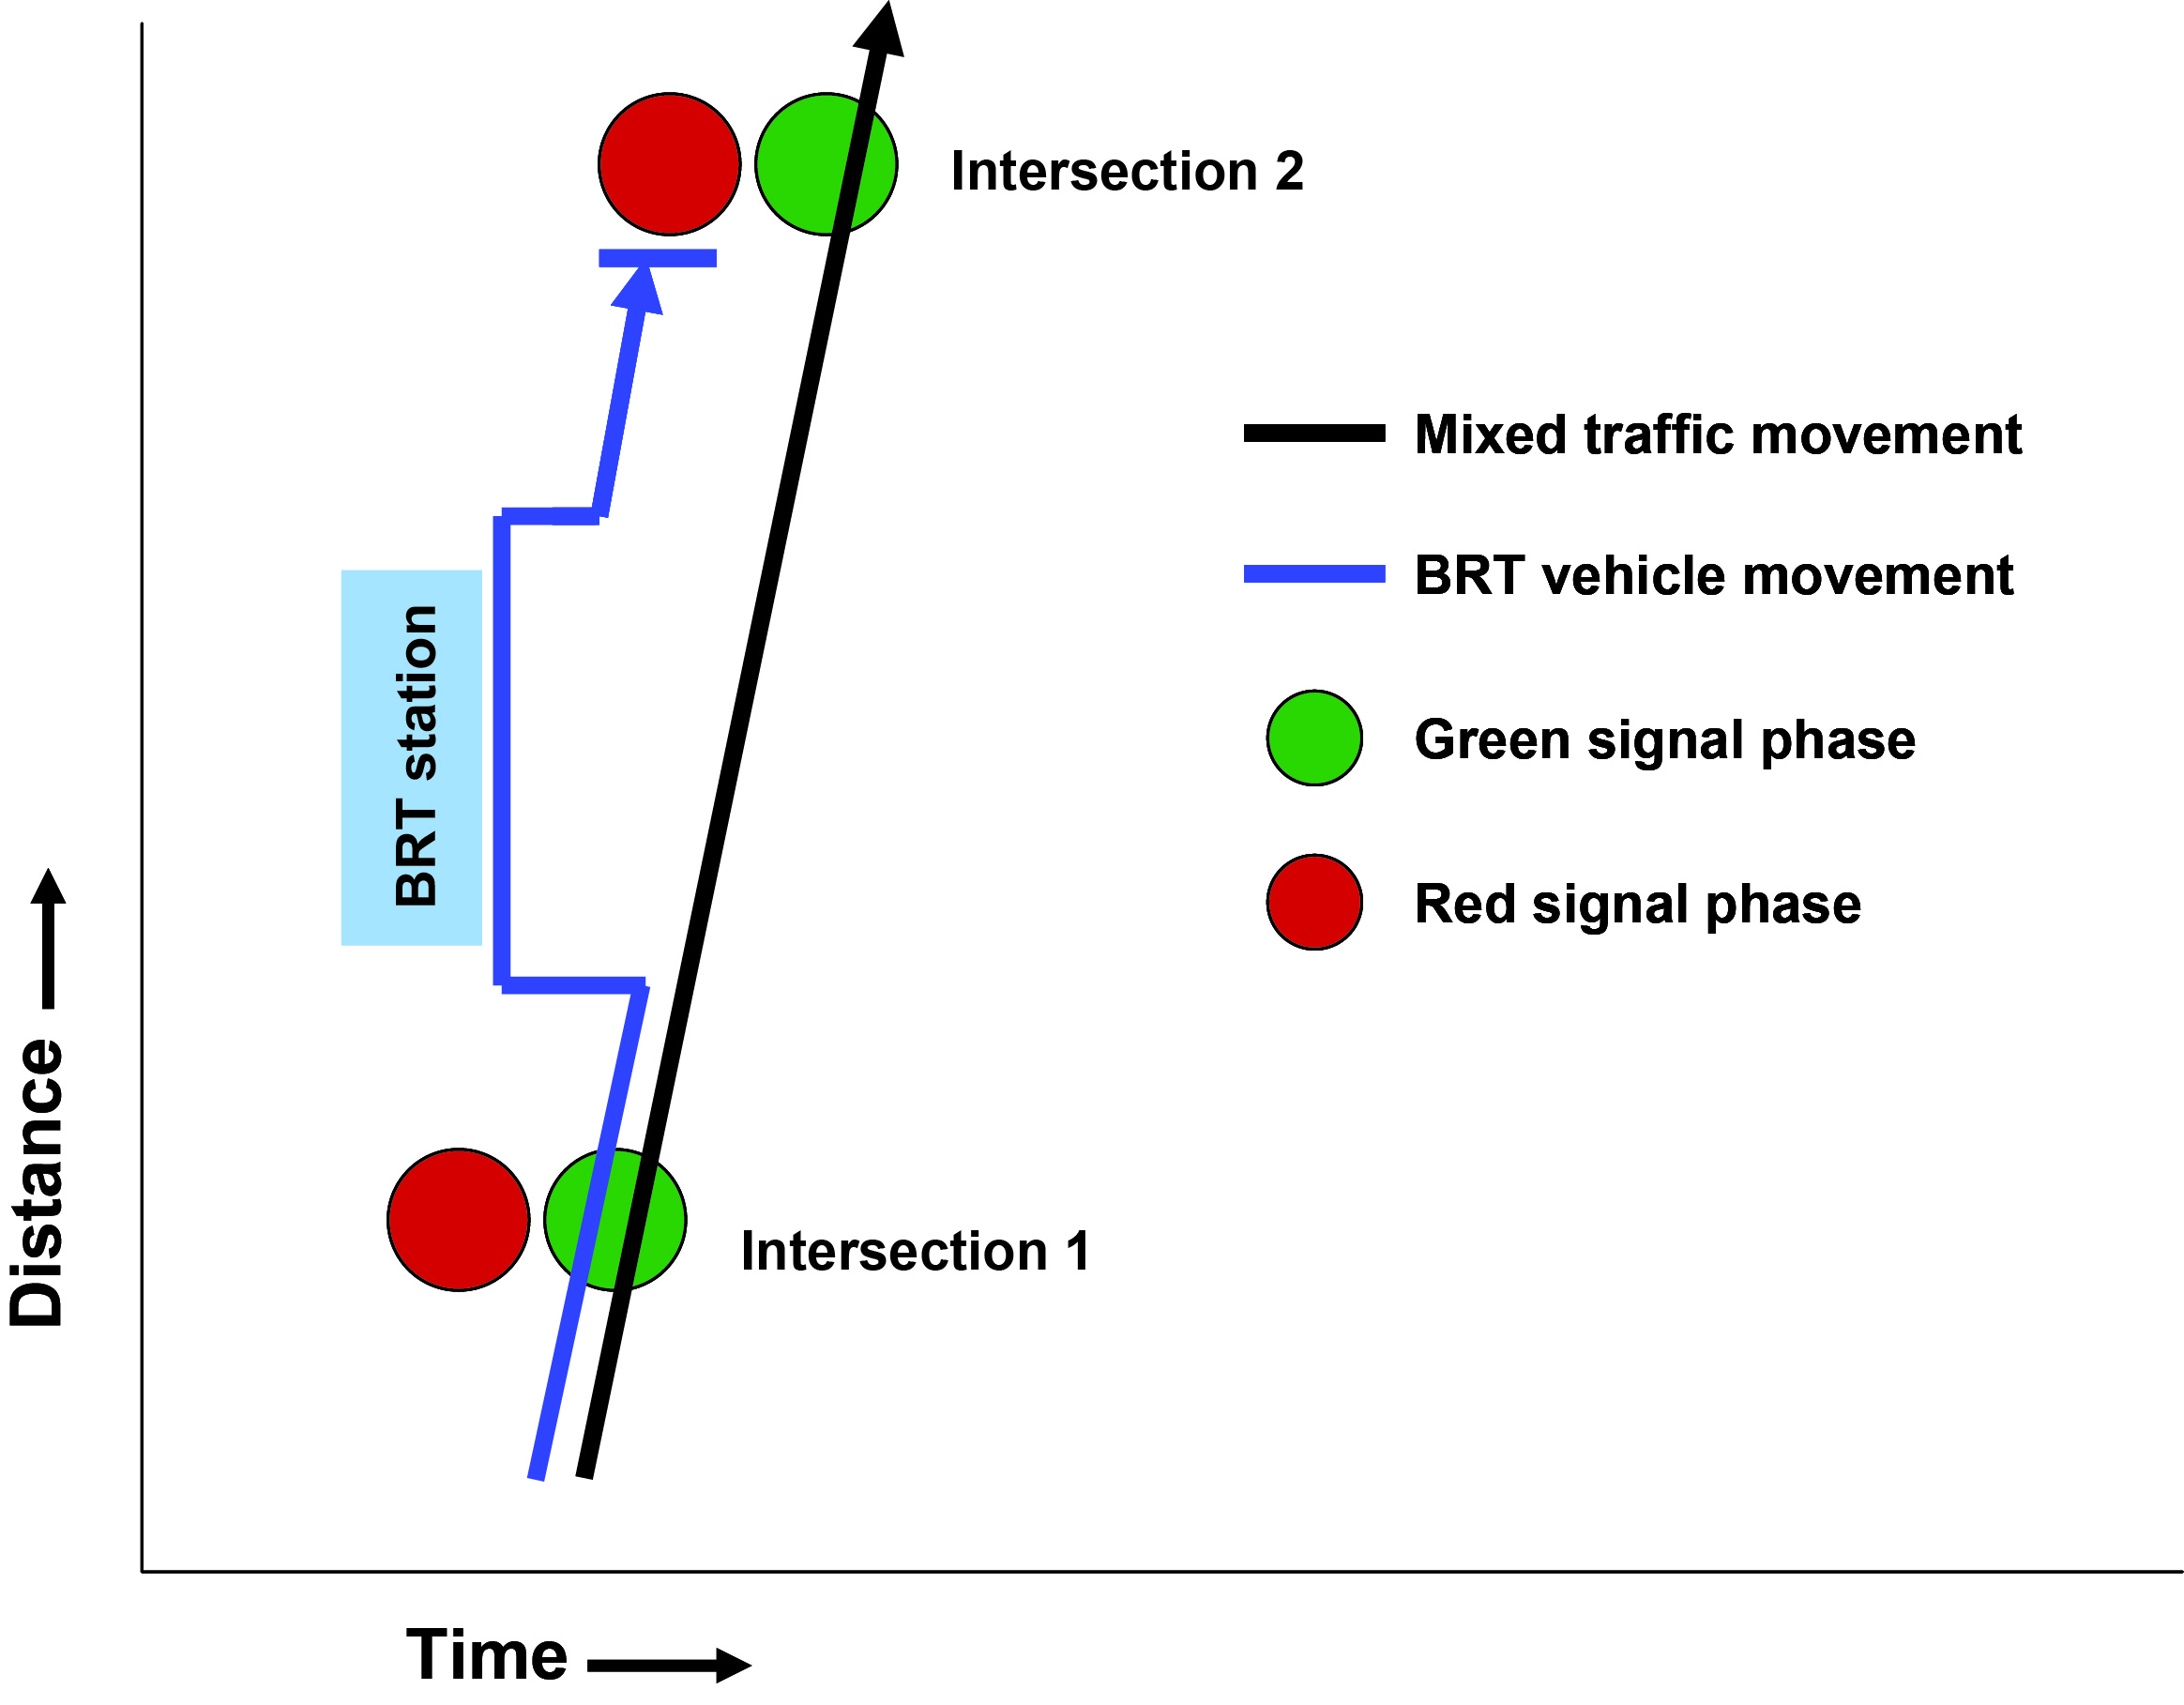 Intersection 2
Mixed traffic movement
BRT vehicle movement
BRT station
Green signal phase
Red signal phase
Distance
Intersection 1
Time